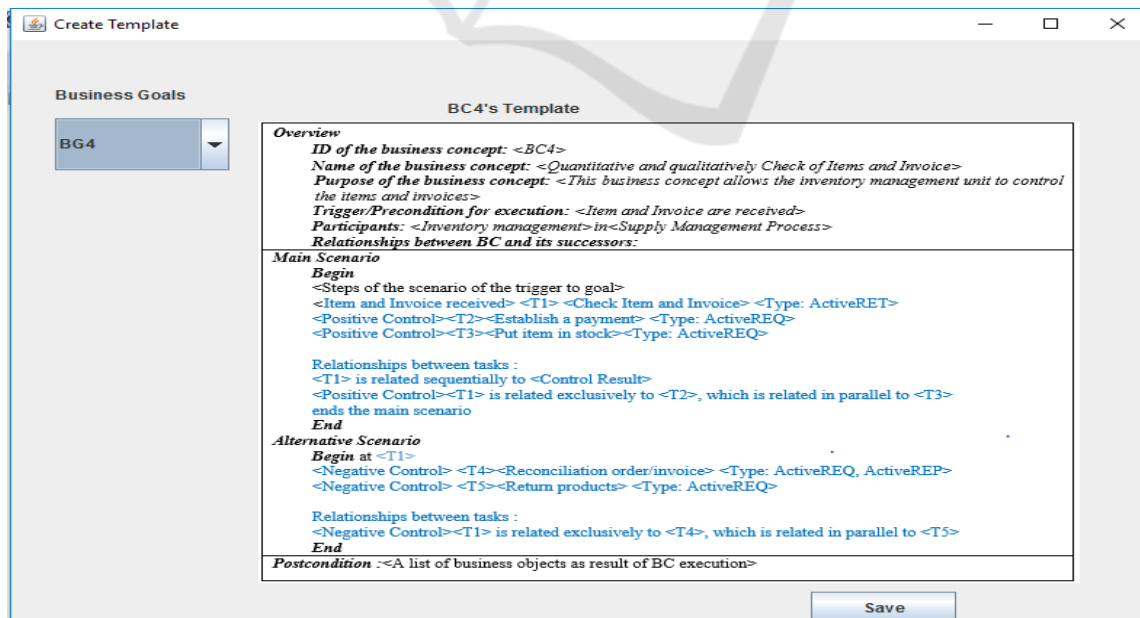 Create Template
Business Goals
BG4
BC4's Template
Overview
ID of the business concept: <BC4>
Name of the business concept: <Quantitative and qualitatively Check of Items and Invoice>
Purpose of the business concept: <This business concept allows the inventory management unit to control
the items and invoices>
Trigger/Precondition for execution: <Item and Invoice are received>
Participants: <Inventory management>in<Supply Management Process>
Relationships between BC and its successors:
Main Scenario
Begin
<Steps of the scenario of the trigger to goal>
<Item and Invoice received> <T1> <Check Item and Invoice> <Type: ActiveRET>
<Positive Control><T2><Establish a payment> <Type: ActiveREQ>
<Positive Control><T3><Put item in stock><Type: ActiveREQ>
Relationships between tasks :
<T1> is related sequentially to <Control Result>
<Positive Control><T1> is related exclusively to <T2>, which is related in parallel to <T3>
ends the main scenario
End
Alternative Scenario
Begin at <T1>
<Negative Control> <T4><Reconciliation order/invoice> <Type: ActiveREQ, ActiveREP>
<Negative Control> <T5><Return products> <Type: ActiveREQ>
Relationships between tasks :
<Negative Control><T1> is related exclusively to <T4>, which is related in parallel to <T5>
End
Postcondition :<A list of business objects as result of BC execution>
Save